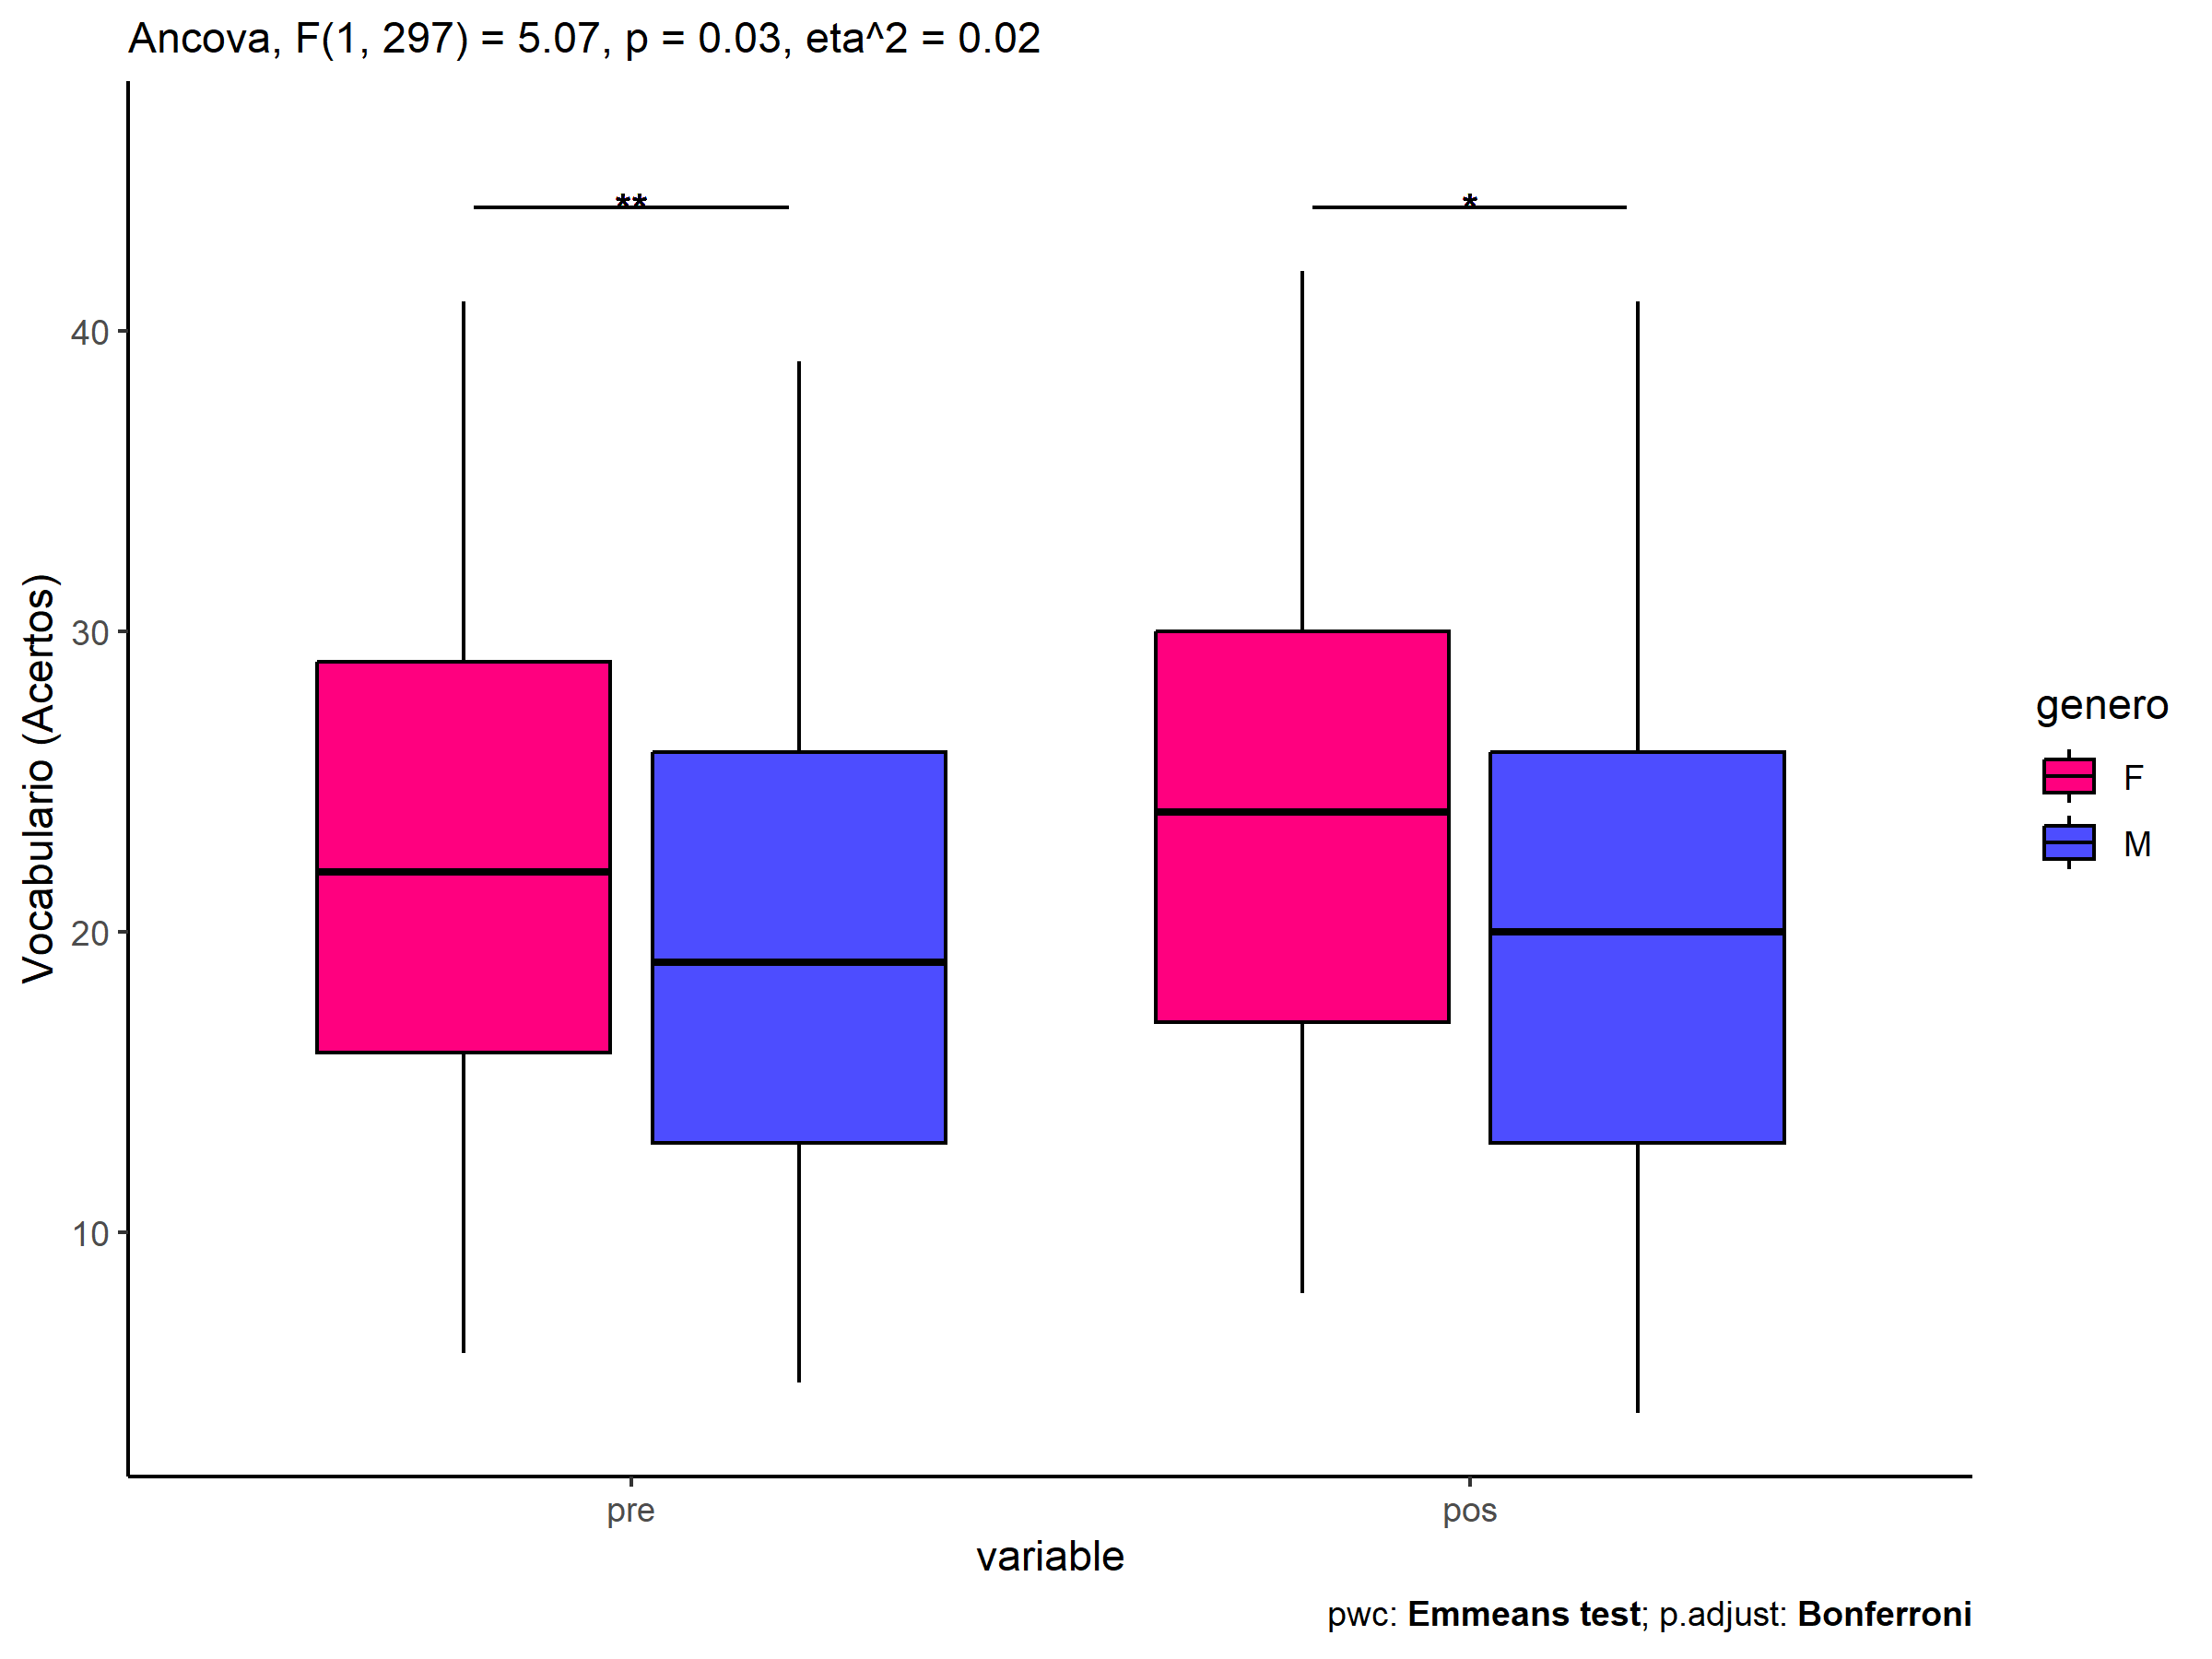 Ancova, F(1, 297) = 5.07, p = 0.03, eta^2 = 0.02
**
*
Vocabulario (Acertos)
40
30
20
10
pre
pos
variable
genero
F
M
pwc: Emmeans test; p.adjust: Bonferroni